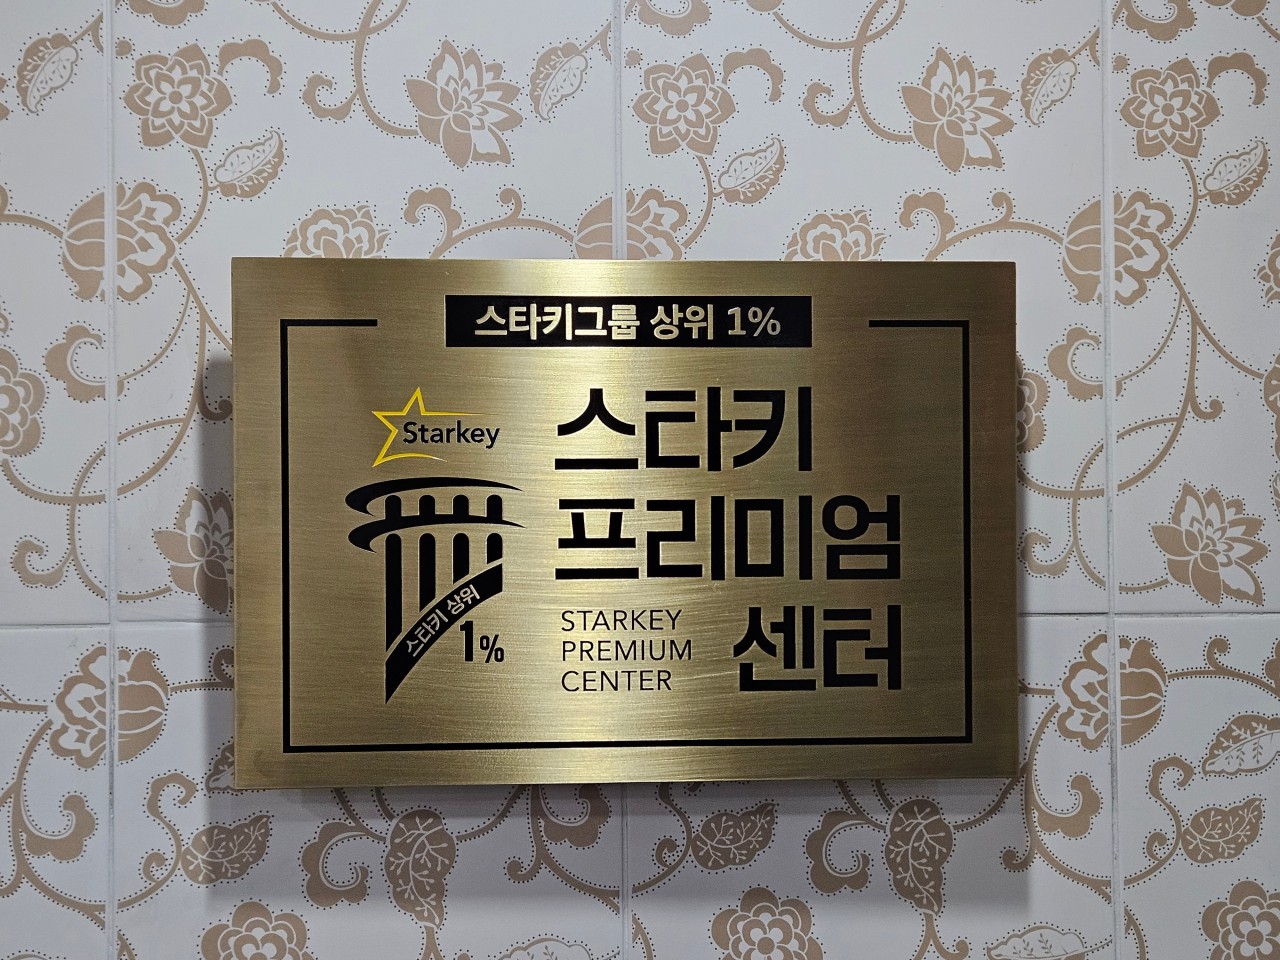 스타키그룹 상위 1%
Starkey
스타키 상위
1%
스타키
프리미엄
센터
STARKEY
PREMIUM
CENTER